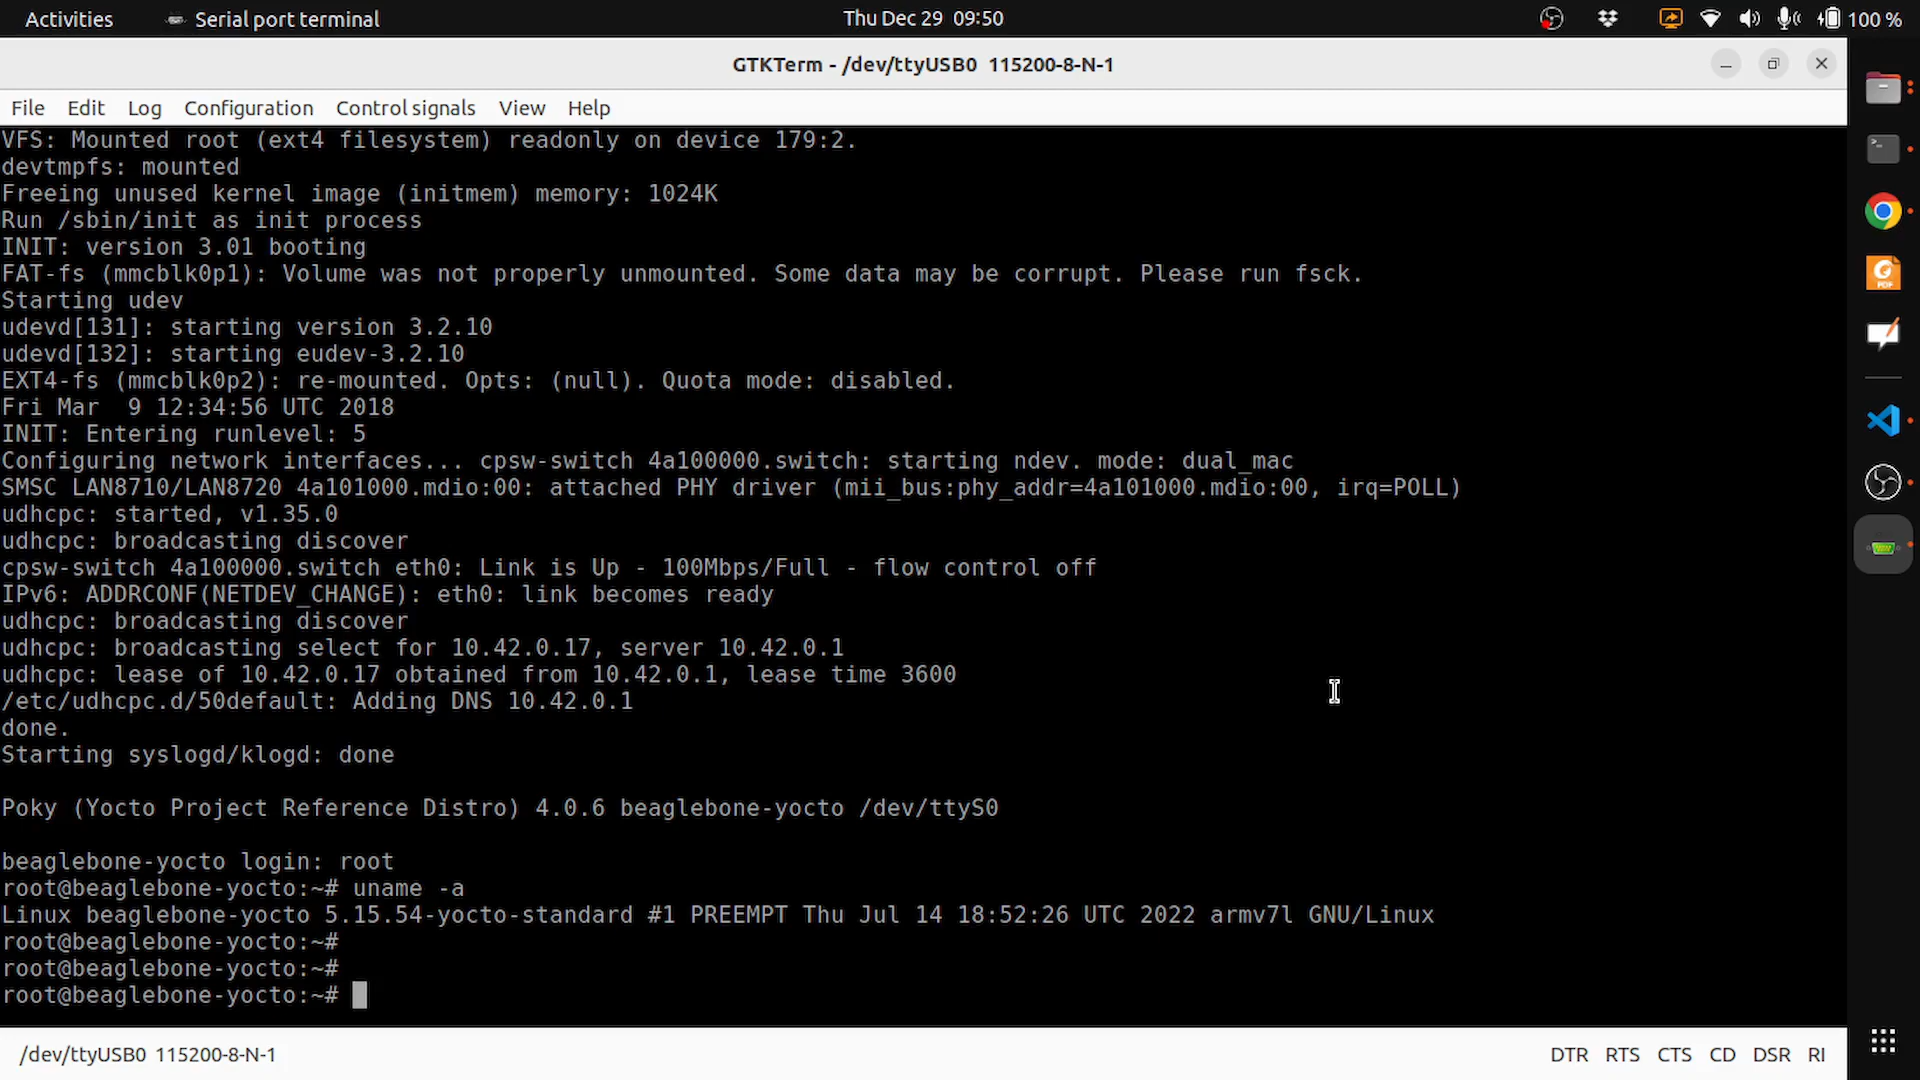 Activities
Serial port terminal
Thu Dec 29 09:50
100 %
GTKTerm - /dev/ttyUSB0 115200-8-N-1
File Edit Log Configuration Control signals View Help
VFS: Mounted root (ext4 filesystem) readonly on device 179:2.
devtmpfs: mounted
Freeing unused kernel image (initmem) memory: 1024K
Run /sbin/init as init process
INIT: version 3.01 booting
FAT-fs (mmcblk0p1): Volume was not properly unmounted. Some data may be corrupt. Please run fsck.
Starting udev
udevd[131]: starting version 3.2.10
udevd[132]: starting eudev-3.2.10
EXT4-fs (mmcblk0p2): re-mounted. Opts: (null). Quota mode: disabled.
Fri Mar  9 12:34:56 UTC 2018
INIT: Entering runlevel: 5
Configuring network interfaces... cpsw-switch 4a100000.switch: starting ndev. mode: dual_mac
SMSC LAN8710/LAN8720 4a101000.mdio:00: attached PHY driver (mii_bus:phy_addr=4a101000.mdio:00, irq=POLL)
udhcpc: started, v1.35.0
udhcpc: broadcasting discover
cpsw-switch 4a100000.switch eth0: Link is Up - 100Mbps/Full - flow control off
IPv6: ADDRCONF(NETDEV_CHANGE): eth0: link becomes ready
udhcpc: broadcasting discover
udhcpc: broadcasting select for 10.42.0.17, server 10.42.0.1
udhcpc: lease of 10.42.0.17 obtained from 10.42.0.1, lease time 3600
/etc/udhcpc.d/50default: Adding DNS 10.42.0.1
done.
Starting syslogd/klogd: done
Poky (Yocto Project Reference Distro) 4.0.6 beaglebone-yocto /dev/ttyS0
beaglebone-yocto login: root
root@beaglebone-yocto:~# uname -a
Linux beaglebone-yocto 5.15.54-yocto-standard #1 PREEMPT Thu Jul 14 18:52:26 UTC 2022 armv7l GNU/Linux
root@beaglebone-yocto:~#
root@beaglebone-yocto:~#
root@beaglebone-yocto:~#
/dev/ttyUSB0 115200-8-N-1
DTR RTS CTS CD DSR RI
PDF